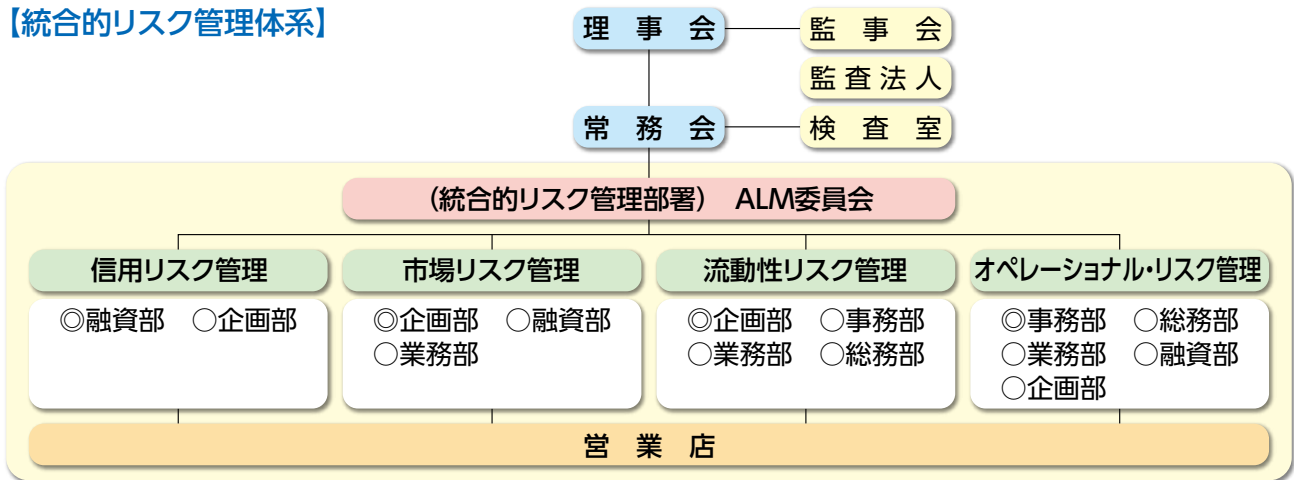 【統合的リスク管理体系】
理事会
監事会
監査法人
常務会
検査室
(統合的リスク管理部署) ALM委員会
信用リスク管理
◎融資部 ○企画部
市場リスク管理
◎企画部 ○融資部
○業務部
流動性リスク管理
◎企画部 ○事務部
○業務部 ○総務部
オペレーショナル・リスク管理
◎事務部 ○総務部
○業務部 ○融資部
○企画部
営業店